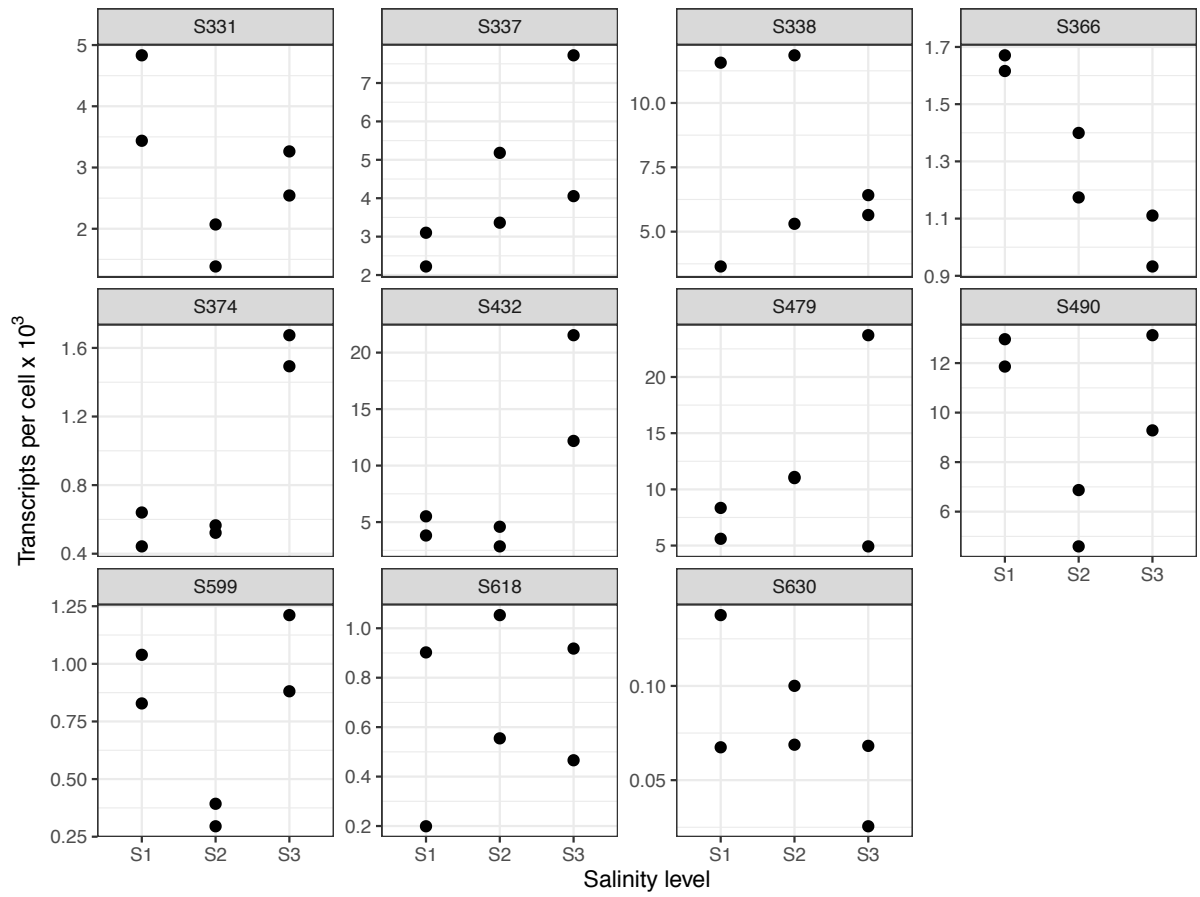 S331 S337 S338 S366
5 4 3 2
7 6 5 4 3 2
10.0 7.5 5.0
1.7 1.5 1.3 1.1 0.9
S374 S432 S479 S490
1.6 1.2 0.8 0.4
20 15 10 5
20 15 10 5
12 10 8 6
S1 S2 S3
S599 S618 S630
1.25 1.00 0.75 0.50 0.25
1.0 0.8 0.6 0.4 0.2
0.10 0.05
S1 S2 S3 S1 S2 S3 S1 S2 S3
Salinity level
Transcripts per cell x 10³